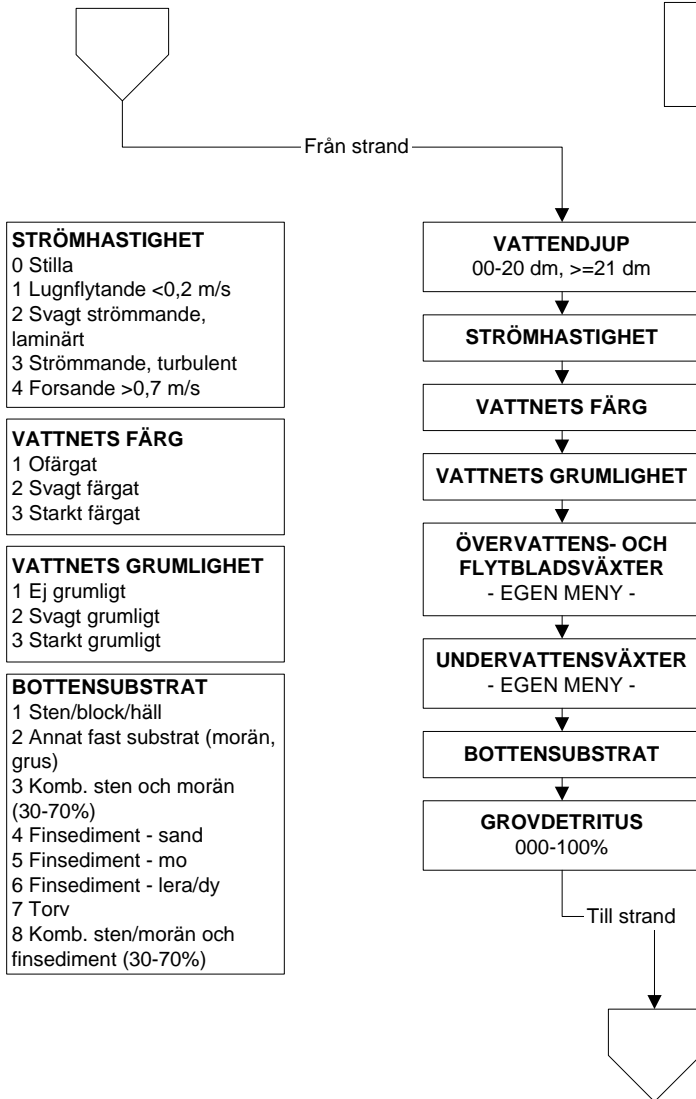 Från strand
STRÖMHASTIGHET
0 Stilla
1 Lugnflytande <0,2 m/s
2 Svagt strömmande,
laminärt
3 Strömmande, turbulent
4 Forsande >0,7 m/s
VATTNETS FÄRG
1 Ofärgat
2 Svagt färgat
3 Starkt färgat
VATTNETS GRUMLIGHET
1 Ej grumligt
2 Svagt grumligt
3 Starkt grumligt
BOTTENSUBSTRAT
1 Sten/block/häll
2 Annat fast substrat (morän,
grus)
3 Komb. sten och morän
(30-70%)
4 Finsediment - sand
5 Finsediment - mo
6 Finsediment - lera/dy
7 Torv
8 Komb. sten/morän och
finsediment (30-70%)
VATTENDJUP
00-20 dm, >=21 dm
STRÖMHASTIGHET
VATTNETS FÄRG
VATTNETS GRUMLIGHET
ÖVERVATTENS- OCH
FLYTBLADSVÄXTER
- EGEN MENY -
UNDERVATTENSVÄXTER
- EGEN MENY -
BOTTENSUBSTRAT
GROVDETRITUS
000-100%
Till strand